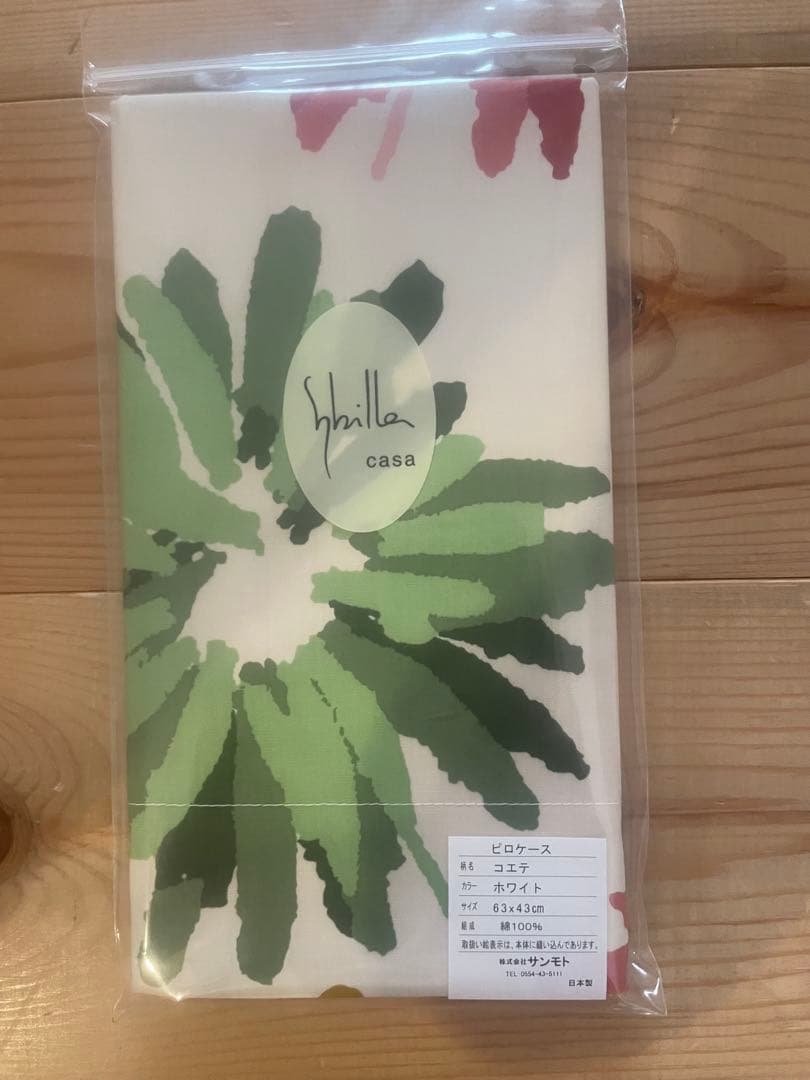 Sybilla
casa
ピロケース
柄名 コエテ
カラー ホワイト
サイズ 63×43cm
組成 綿100%
取扱い絵表示は、本体に縫い込んであります。
株式会社サンモト
TEL 0554-43-5111
日本製